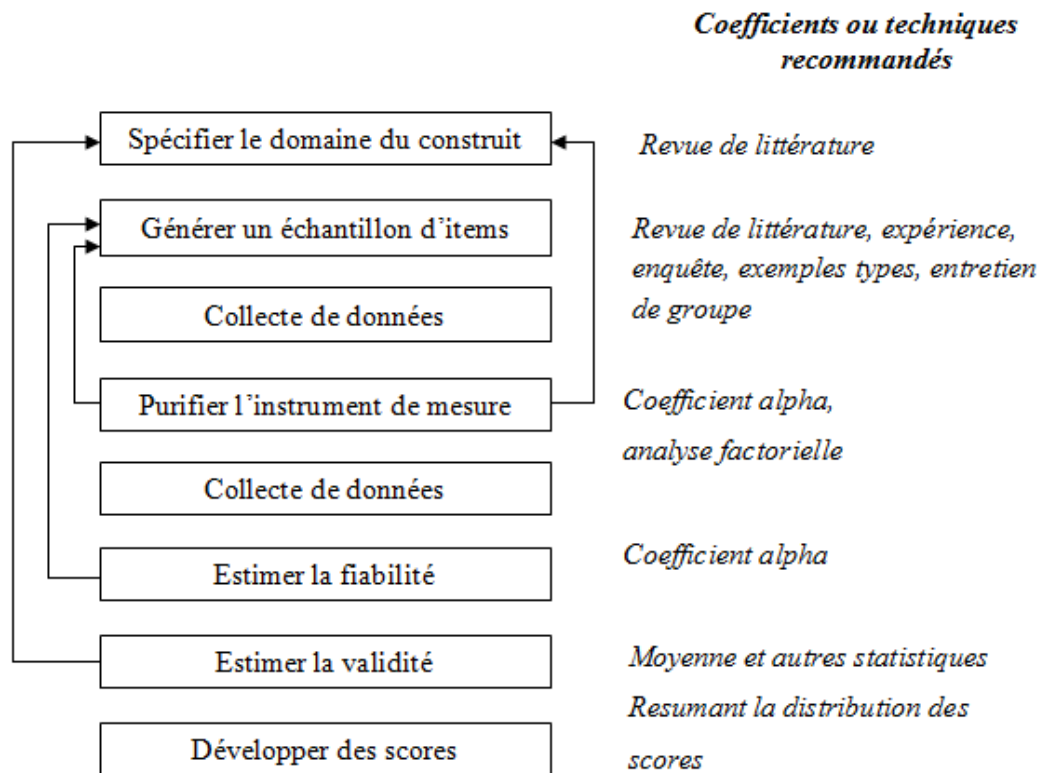 Coefficients ou techniques
recommandés
Spécifier le domaine du construit
Revue de littérature
Générer un échantillon d'items
Revue de littérature, expérience,
enquête, exemples types, entretien
de groupe
Collecte de données
Purifier l'instrument de mesure
Coefficient alpha,
analyse factorielle
Collecte de données
Estimer la fiabilité
Coefficient alpha
Estimer la validité
Moyenne et autres statistiques
Resumant la distribution des
scores
Développer des scores